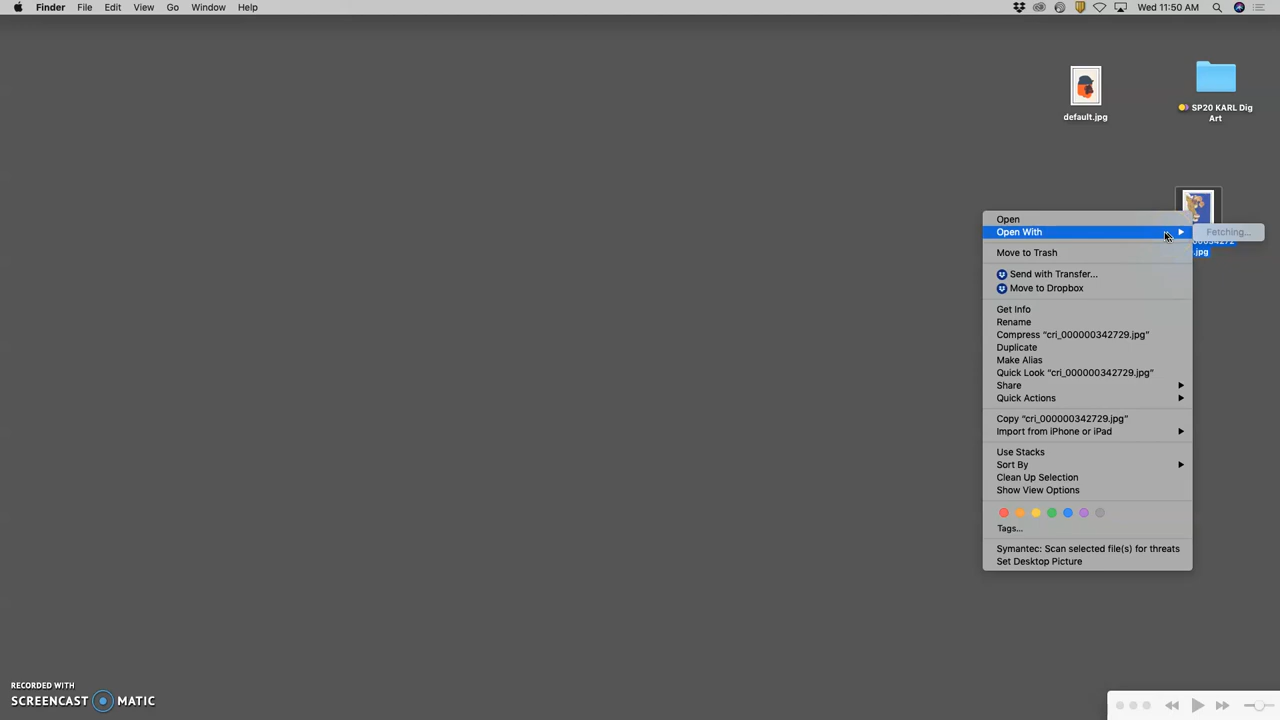 Finder File Edit View Go Window Help Wed 11:50 AM
default.jpg
SP20 KARL Dig
Art
Open
Open With
Fetching...
.jpg
Move to Trash
Send with Transfer...
Move to Dropbox
Get Info
Rename
Compress “cri_000000342729.jpg”
Duplicate
Make Alias
Quick Look “cri_000000342729.jpg”
Share
Quick Actions
Copy “cri_000000342729.jpg”
Import from iPhone or iPad
Use Stacks
Sort By
Clean Up Selection
Show View Options
Tags...
Symantec: Scan selected file(s) for threats
Set Desktop Picture
RECORDED WITH
SCREENCAST MATIC